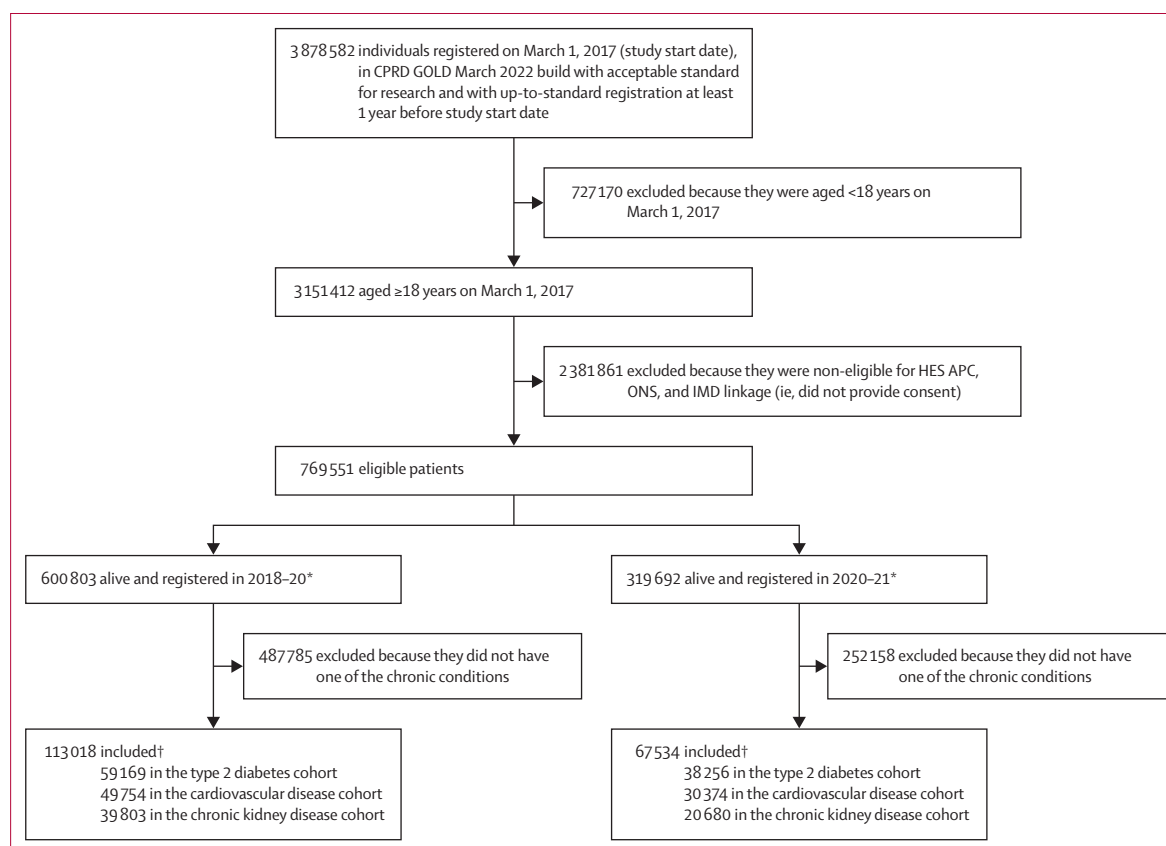 3 878 582 individuals registered on March 1, 2017 (study start date),
in CPRD GOLD March 2022 build with acceptable standard
for research and with up-to-standard registration at least
1 year before study start date
727 170 excluded because they were aged <18 years on
March 1, 2017
3 151 412 aged ≥18 years on March 1, 2017
2 381 861 excluded because they were non-eligible for HES APC,
ONS, and IMD linkage (ie, did not provide consent)
769 551 eligible patients
600 803 alive and registered in 2018–20*
319 692 alive and registered in 2020–21*
487 785 excluded because they did not have
one of the chronic conditions
252 158 excluded because they did not have
one of the chronic conditions
113 018 included†
59 169 in the type 2 diabetes cohort
49 754 in the cardiovascular disease cohort
39 803 in the chronic kidney disease cohort
67 534 included†
38 256 in the type 2 diabetes cohort
30 374 in the cardiovascular disease cohort
20 680 in the chronic kidney disease cohort